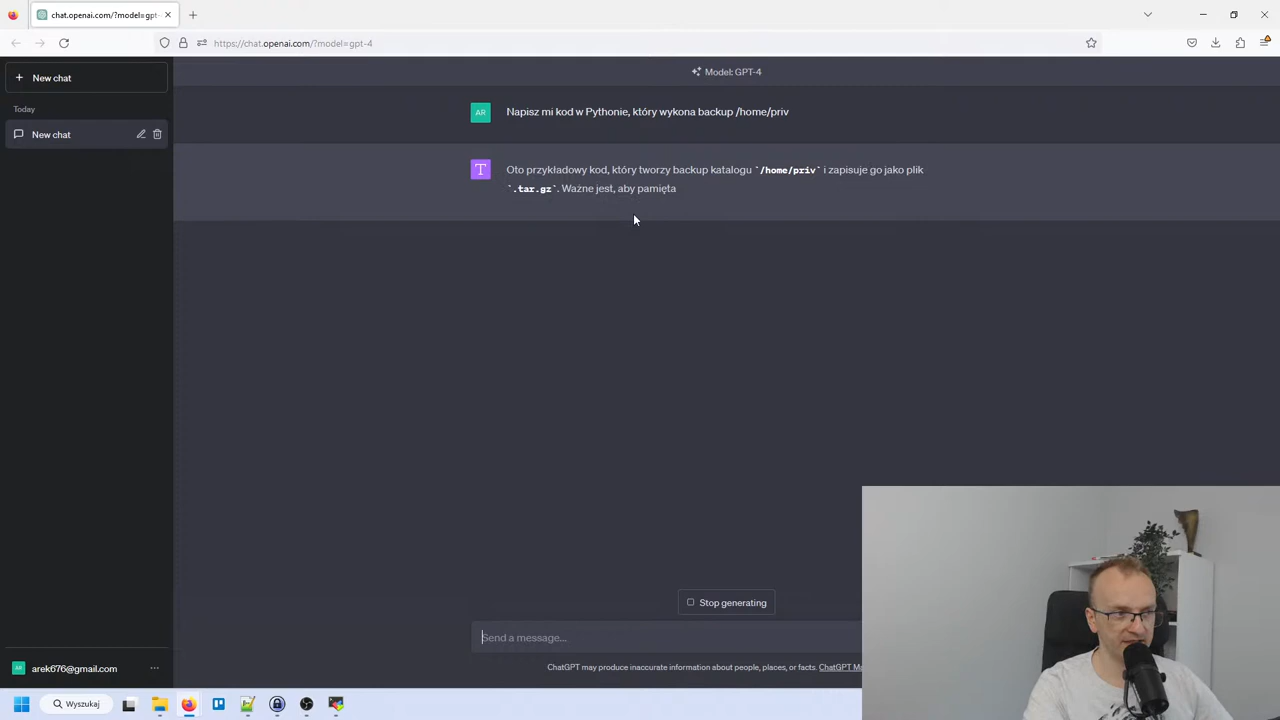 chat.openai.com/?model=gpt-
https://chat.openai.com/?model=gpt-4
New chat
Model: GPT-4
Today
New chat
AR
Napisz mi kod w Pythonie, który wykona backup /home/priv
T
Oto przykładowy kod, który tworzy backup katalogu `/home/priv` i zapisuje go jako plik
`.tar.gz`. Ważne jest, aby pamięta
Stop generating
Send a message...
ChatGPT may produce inaccurate information about people, places, or facts. ChatGPT Ma
AR
arek676@gmail.com
Wyszukaj